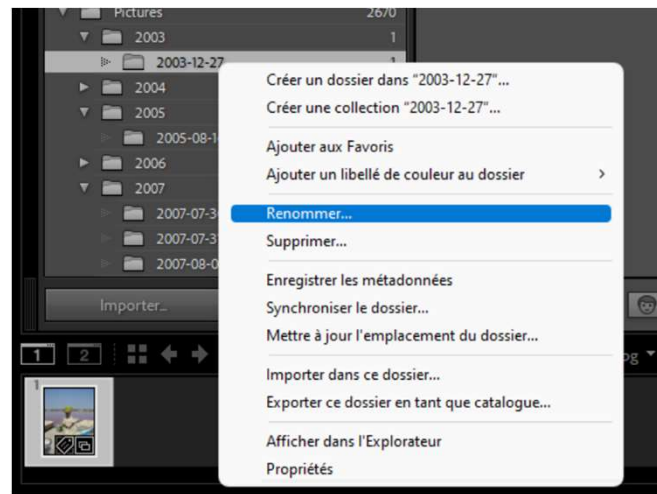 Pictures 2670
2003 1
2003-12-27 1
2004
2005
2005-08-1
2006
2007
2007-07-3
2007-07-3
2007-08-0
Importer...
Créer un dossier dans "2003-12-27"...
Créer une collection "2003-12-27"...
Ajouter aux Favoris
Ajouter un libellé de couleur au dossier
Renommer...
Supprimer...
Enregistrer les métadonnées
Synchroniser le dossier...
Mettre à jour l'emplacement du dossier...
Importer dans ce dossier...
Exporter ce dossier en tant que catalogue...
Afficher dans l'Explorateur
Propriétés
1 2
og
1